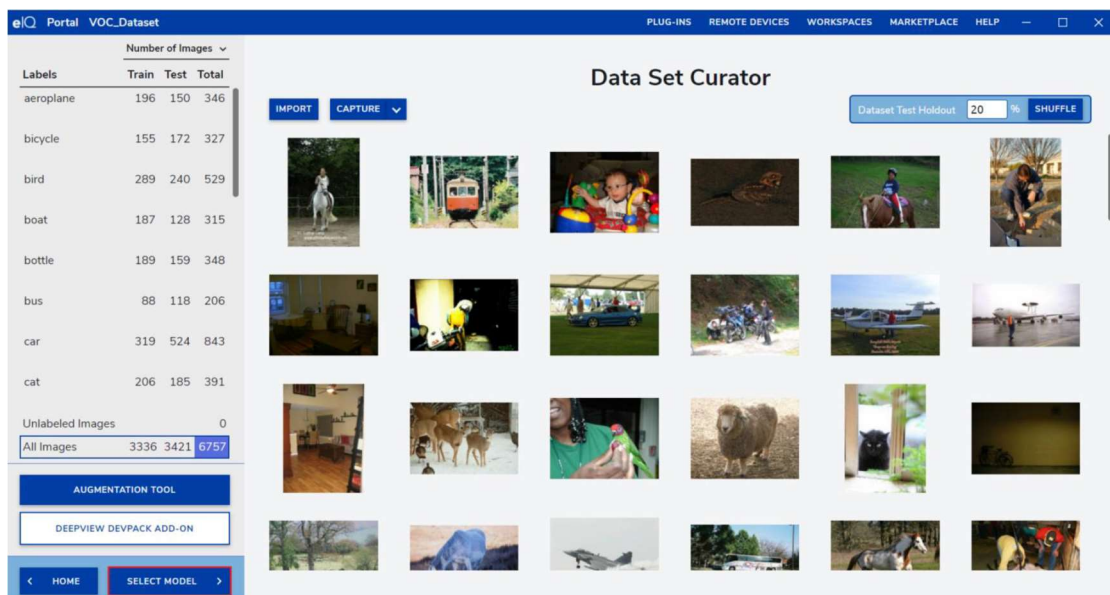 eIQ Portal VOC_Dataset PLUG-INS REMOTE DEVICES WORKSPACES MARKETPLACE HELP
Number of Images
Labels Train Test Total
aeroplane 196 150 346
bicycle 155 172 327
bird 289 240 529
boat 187 128 315
bottle 189 159 348
bus 88 118 206
car 319 524 843
cat 206 185 391
Unlabeled Images 0
All Images 3336 3421 6757
AUGMENTATION TOOL
DEEPVIEW DEVPACK ADD-ON
HOME SELECT MODEL
Data Set Curator
IMPORT CAPTURE Dataset Test Holdout 20 % SHUFFLE